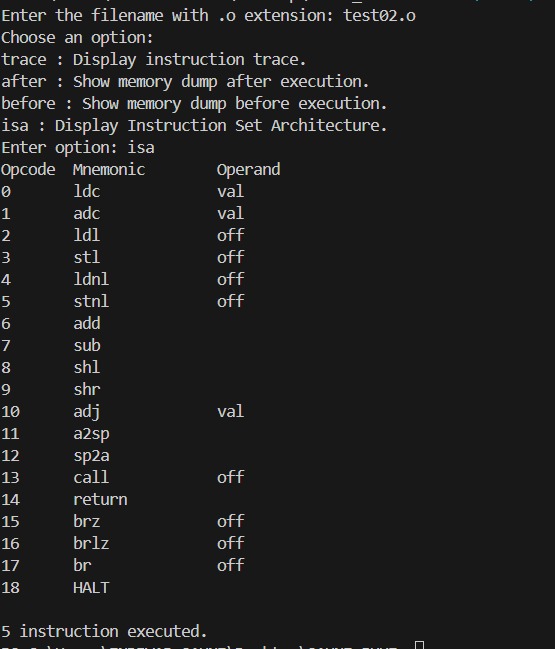 Enter the filename with .o extension: test02.o
Choose an option:
trace : Display instruction trace.
after : Show memory dump after execution.
before : Show memory dump before execution.
isa : Display Instruction Set Architecture.
Enter option: isa
Opcode Mnemonic Operand
0 ldc val
1 adc val
2 ldl off
3 stl off
4 ldnl off
5 stnl off
6 add
7 sub
8 shl
9 shr
10 adj val
11 a2sp
12 sp2a
13 call off
14 return
15 brz off
16 brlz off
17 br off
18 HALT
5 instruction executed.